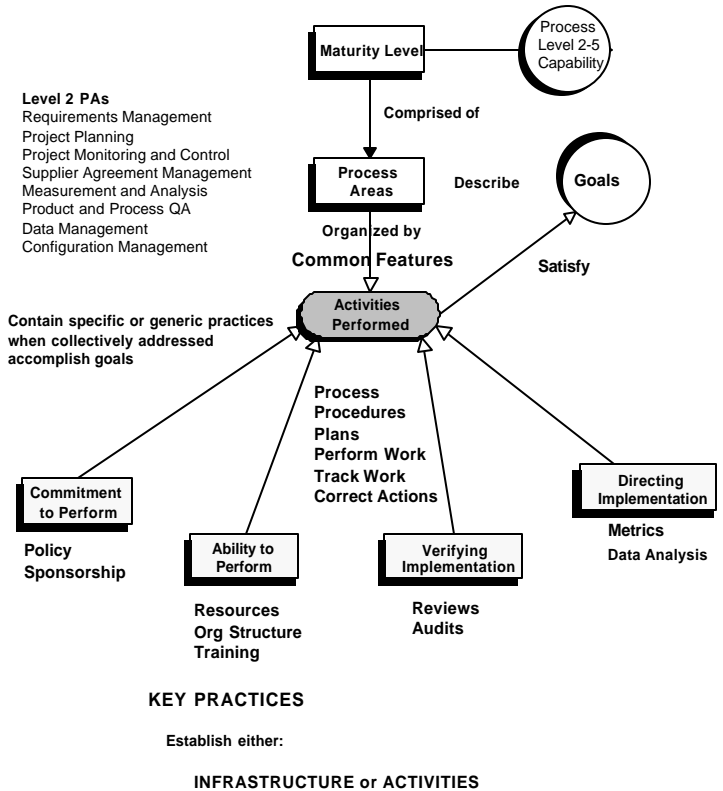 Process
Level 2-5
Capability
Maturity Level
Comprised of
Level 2 PAs
Requirements Management
Project Planning
Project Monitoring and Control
Supplier Agreement Management
Measurement and Analysis
Product and Process QA
Data Management
Configuration Management
Process
Areas
Describe
Goals
Organized by
Common Features
Satisfy
Activities
Performed
Contain specific or generic practices
when collectively addressed
accomplish goals
Process
Procedures
Plans
Perform Work
Track Work
Correct Actions
Commitment
to Perform
Policy
Sponsorship
Ability to
Perform
Resources
Org Structure
Training
Verifying
Implementation
Reviews
Audits
Directing
Implementation
Metrics
Data Analysis
KEY PRACTICES
Establish either:
INFRASTRUCTURE or ACTIVITIES